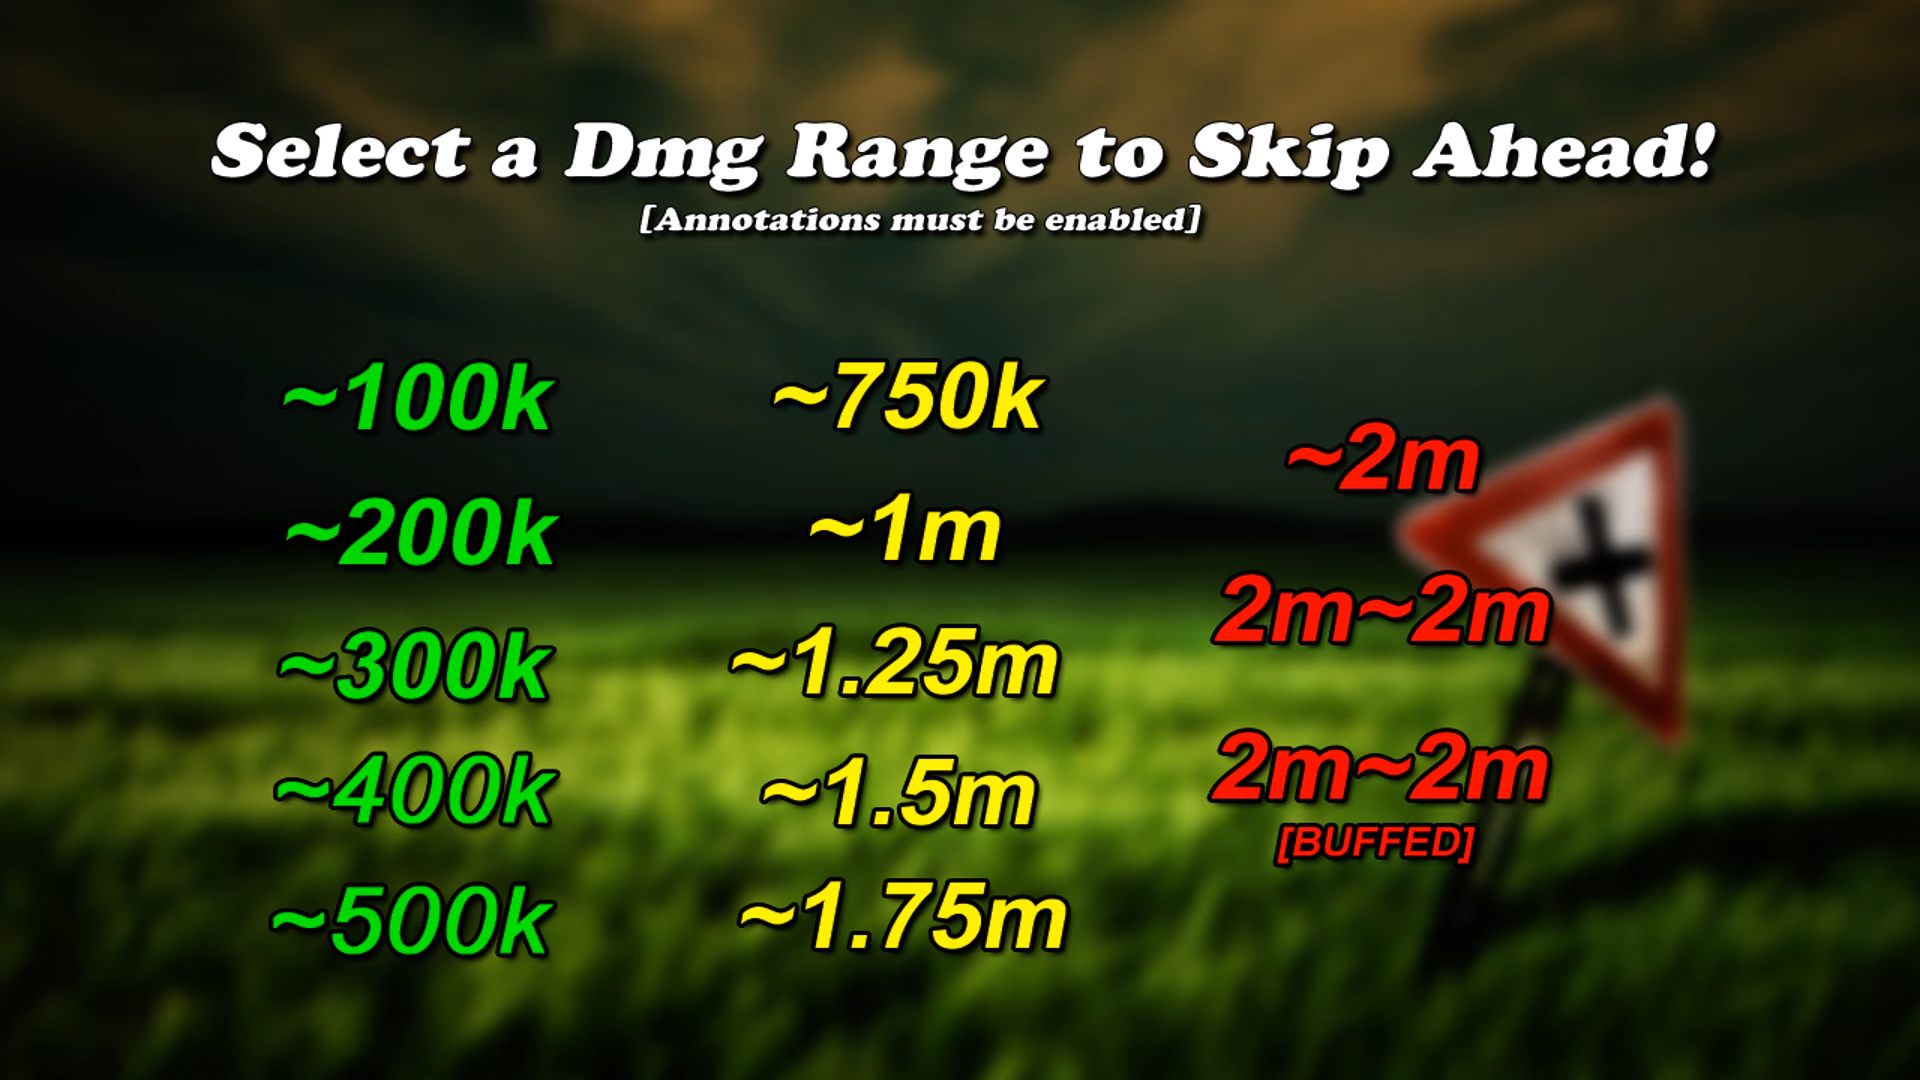 Select a Dmg Range to Skip Ahead!
[Annotations must be enabled]
~100k
~200k
~300k
~400k
~500k
~750k
~1m
~1.25m
~1.5m
~1.75m
~2m
2m~2m
2m~2m
[BUFFED]